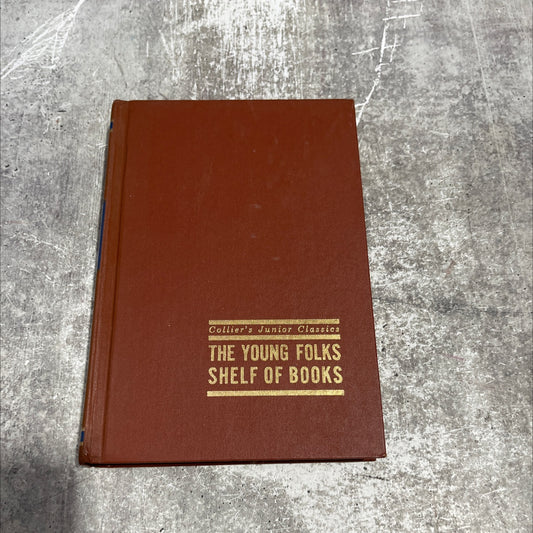 Collier's Junior Classics
THE YOUNG FOLKS
SHELF OF BOOKS